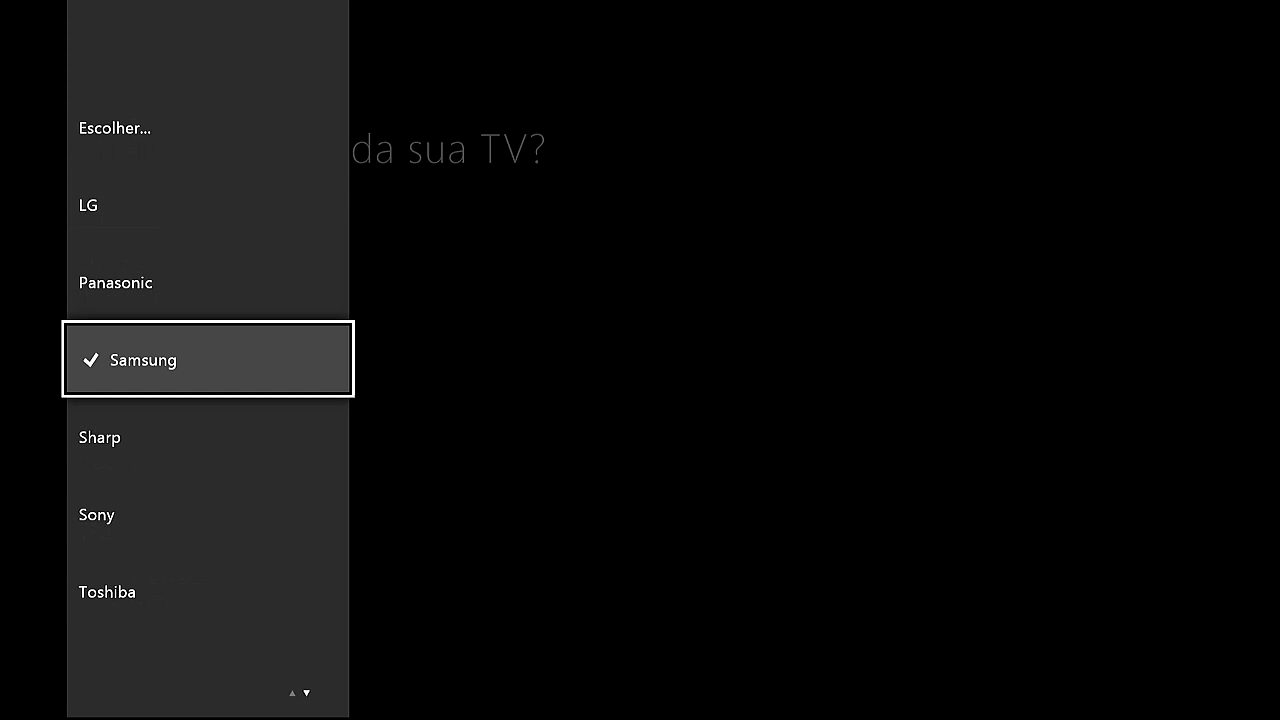 Escolher...
da sua TV?
LG
Panasonic
Samsung
Sharp
Sony
Toshiba